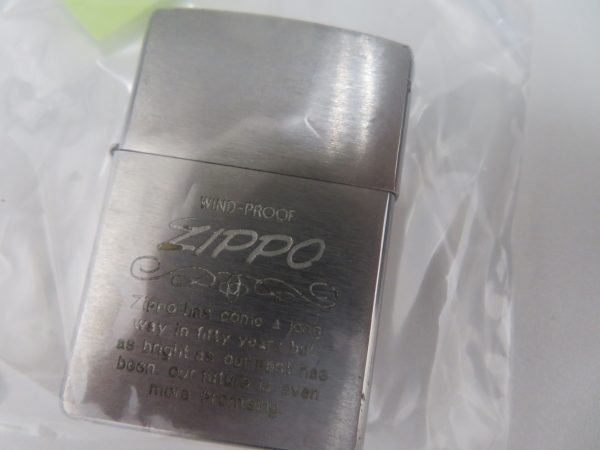 WIND-PROOF
ZIPPO
Zippo has come a long
way in fifty years but
as bright as our past has
been, our future is even
more promising.